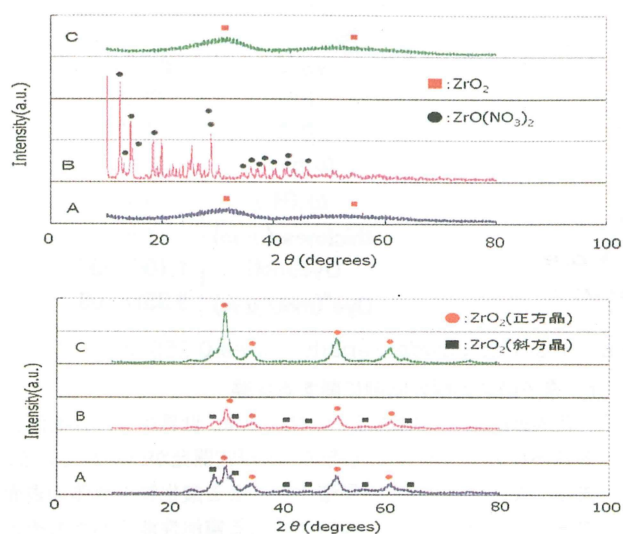 C
■:ZrO₂
●:ZrO(NO₃)₂
B
A
Intensity(a.u.)
0 20 40 60 80 100
2θ(degrees)
C
●:ZrO₂(正方晶)
■:ZrO₂(斜方晶)
B
A
Intensity(a.u.)
0 20 40 60 80 100
2θ(degrees)